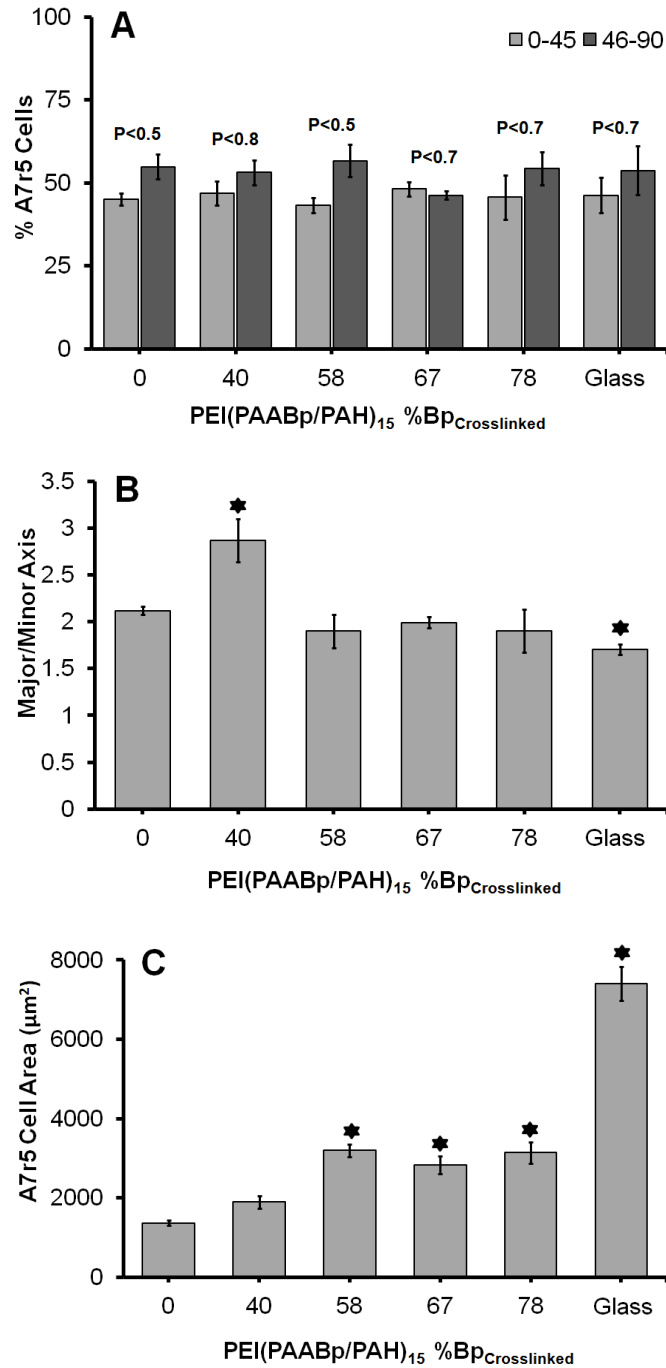 A
0-45 46-90
100
75
50
25
0
% A7r5 Cells
P<0.5 P<0.8 P<0.5 P<0.7 P<0.7 P<0.7
0 40 58 67 78 Glass
PEI(PAABp/PAH)15 %BpCrosslinked
B
3.5
3
2.5
2
1.5
1
0.5
0
Major/Minor Axis
0 40 58 67 78 Glass
PEI(PAABp/PAH)15 %BpCrosslinked
C
8000
6000
4000
2000
0
A7r5 Cell Area (µm²)
0 40 58 67 78 Glass
PEI(PAABp/PAH)15 %BpCrosslinked